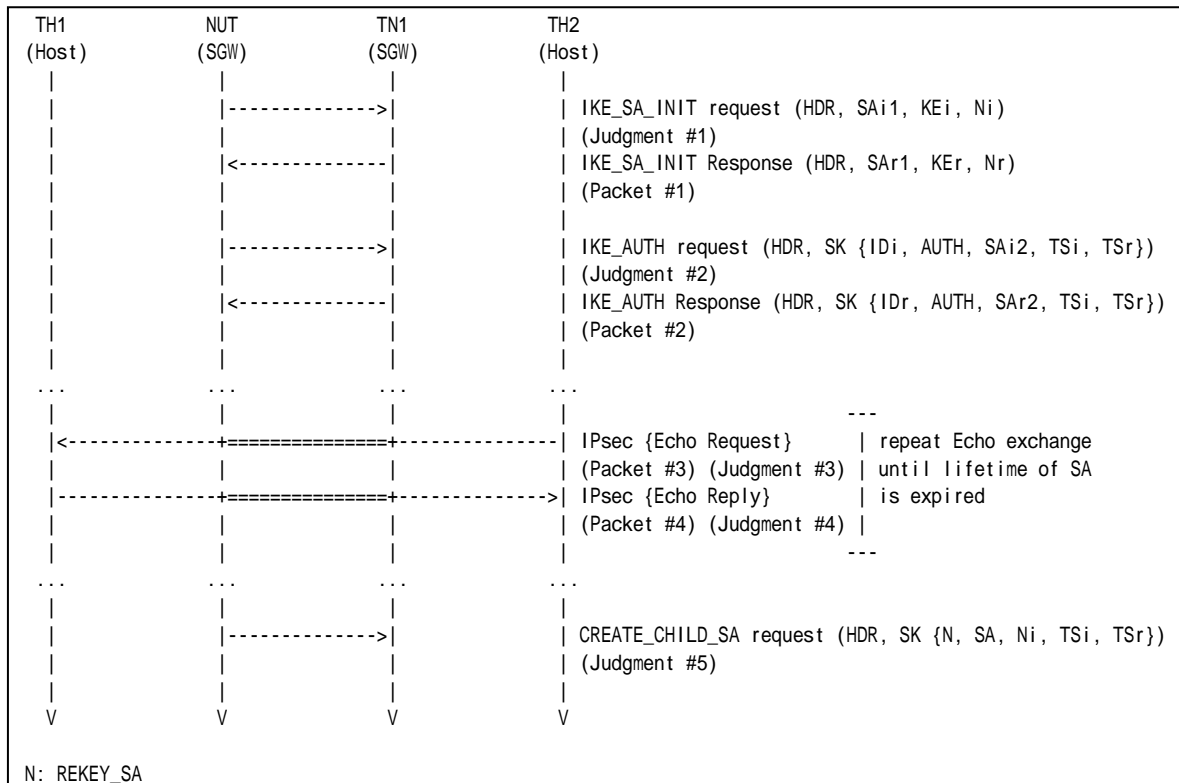 TH1 NUT TN1 TH2
(Host) (SGW) (SGW) (Host)
| | | |
| |-------------->| | IKE_SA_INIT request (HDR, SAi1, KEi, Ni)
| | | | (Judgment #1)
| |<--------------| | IKE_SA_INIT Response (HDR, SAr1, KEr, Nr)
| | | | (Packet #1)
| | | |
| |-------------->| | IKE_AUTH request (HDR, SK {IDi, AUTH, SAi2, TSi, TSr})
| | | | (Judgment #2)
| |<--------------| | IKE_AUTH Response (HDR, SK {IDr, AUTH, SAr2, TSi, TSr})
| | | | (Packet #2)
| | | |
... ... ... ...
| | | | ---
|<--------------+===============+---------------| IPsec {Echo Request} | repeat Echo exchange
| | | | (Packet #3) (Judgment #3) | until lifetime of SA
|---------------+===============+-------------->| IPsec {Echo Reply} | is expired
| | | | (Packet #4) (Judgment #4) |
| | | | ---
... ... ... ...
| | | |
| |-------------->| | CREATE_CHILD_SA request (HDR, SK {N, SA, Ni, TSi, TSr})
| | | | (Judgment #5)
| | | |
V V V V
N: REKEY_SA